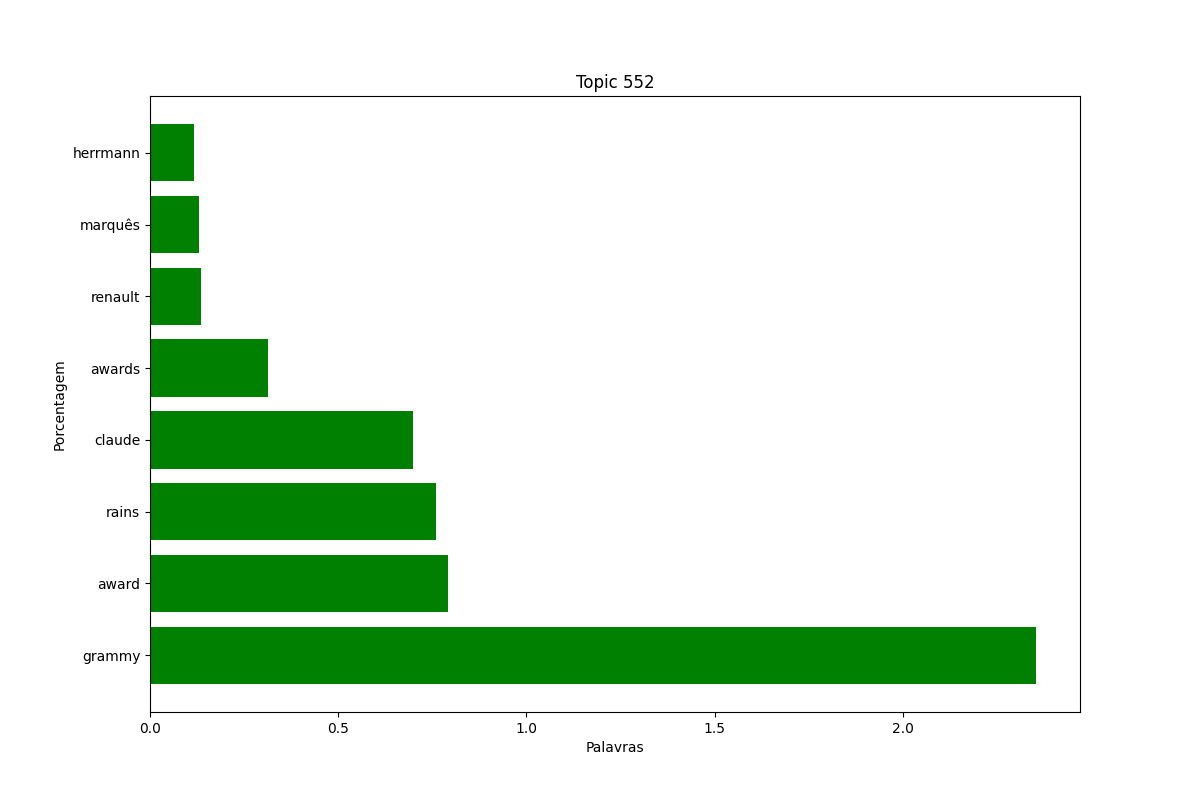 Topic 552
herrmann
marquês
renault
awards
claude
rains
award
grammy
Porcentagem
0.0 0.5 1.0 1.5 2.0
Palavras